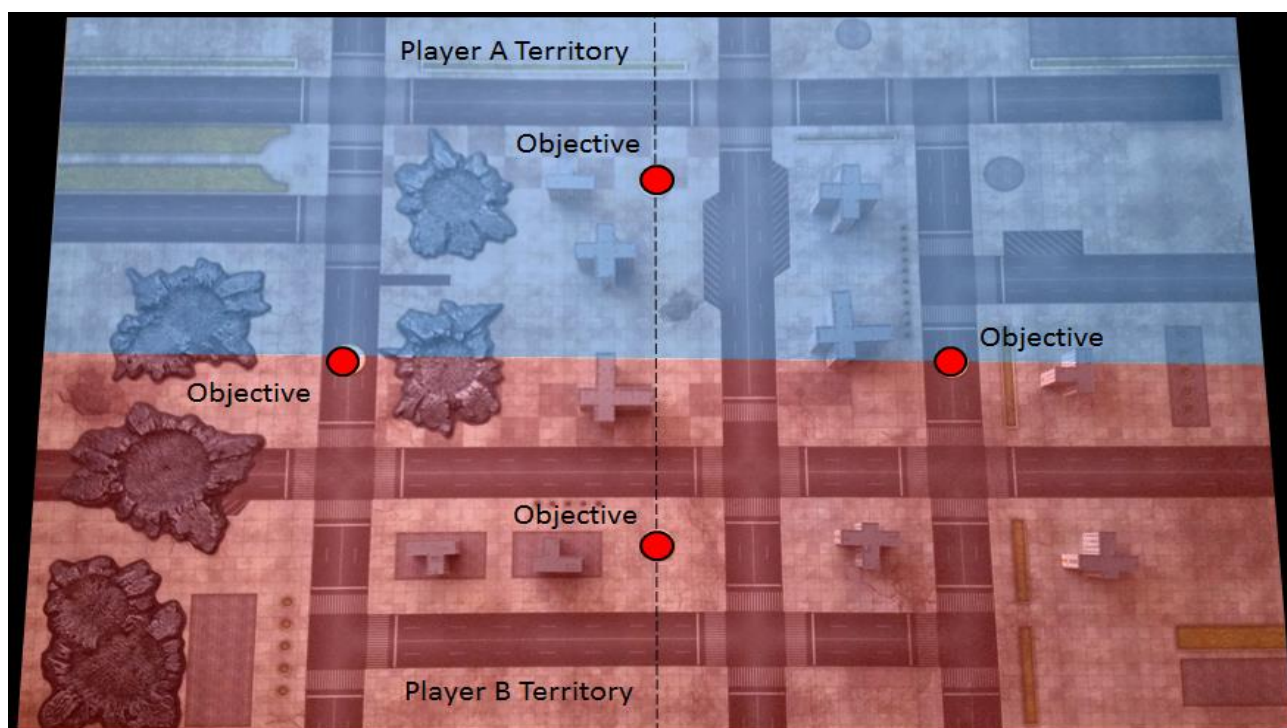 Player A Territory
Objective
Objective
Objective
Objective
Player B Territory